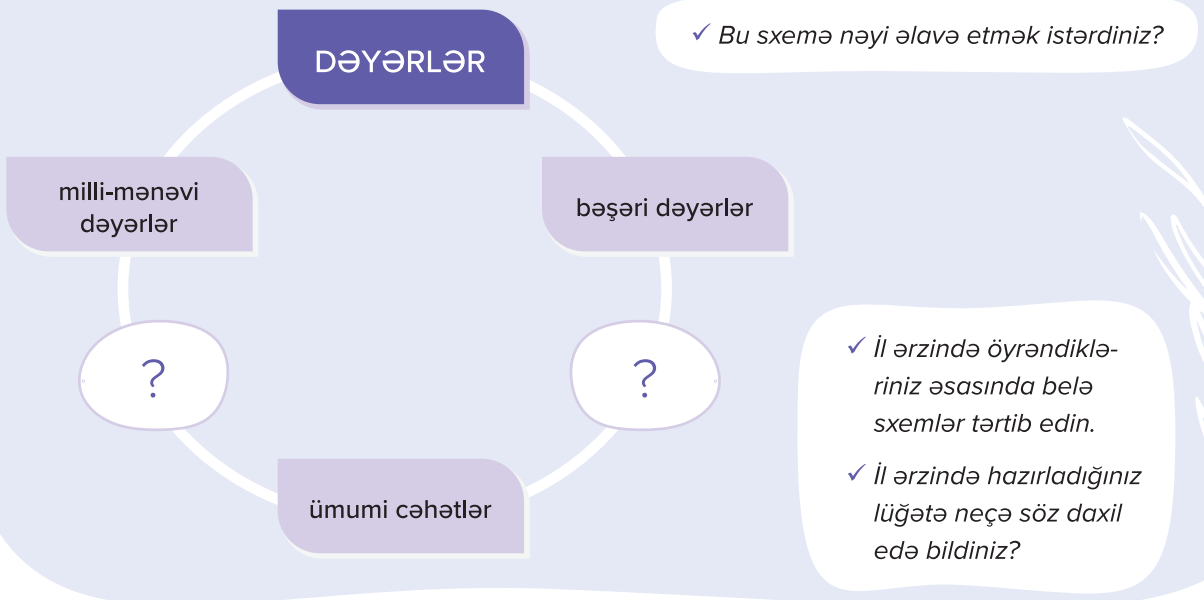 DƏYƏRLƏR
✓ Bu sxemə nəyi əlavə etmək istərdiniz?
milli-mənəvi
dəyərlər
bəşəri dəyərlər
?
?
ümumi cəhətlər
✓ İl ərzində öyrəndiklə-
riniz əsasında belə
sxemlər tərtib edin.
✓ İl ərzində hazırladığınız
lüğətə neçə söz daxil
edə bildiniz?